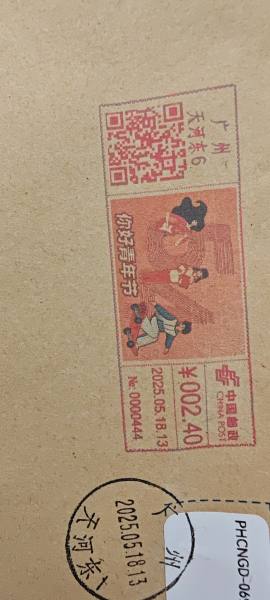 广州
天河东6
你好青年节
中国邮政
CHINA POST
¥002.40
2025.05.18.13
№ 0000444
广州
2025.05.18.13
天河东
PHCNGD-069